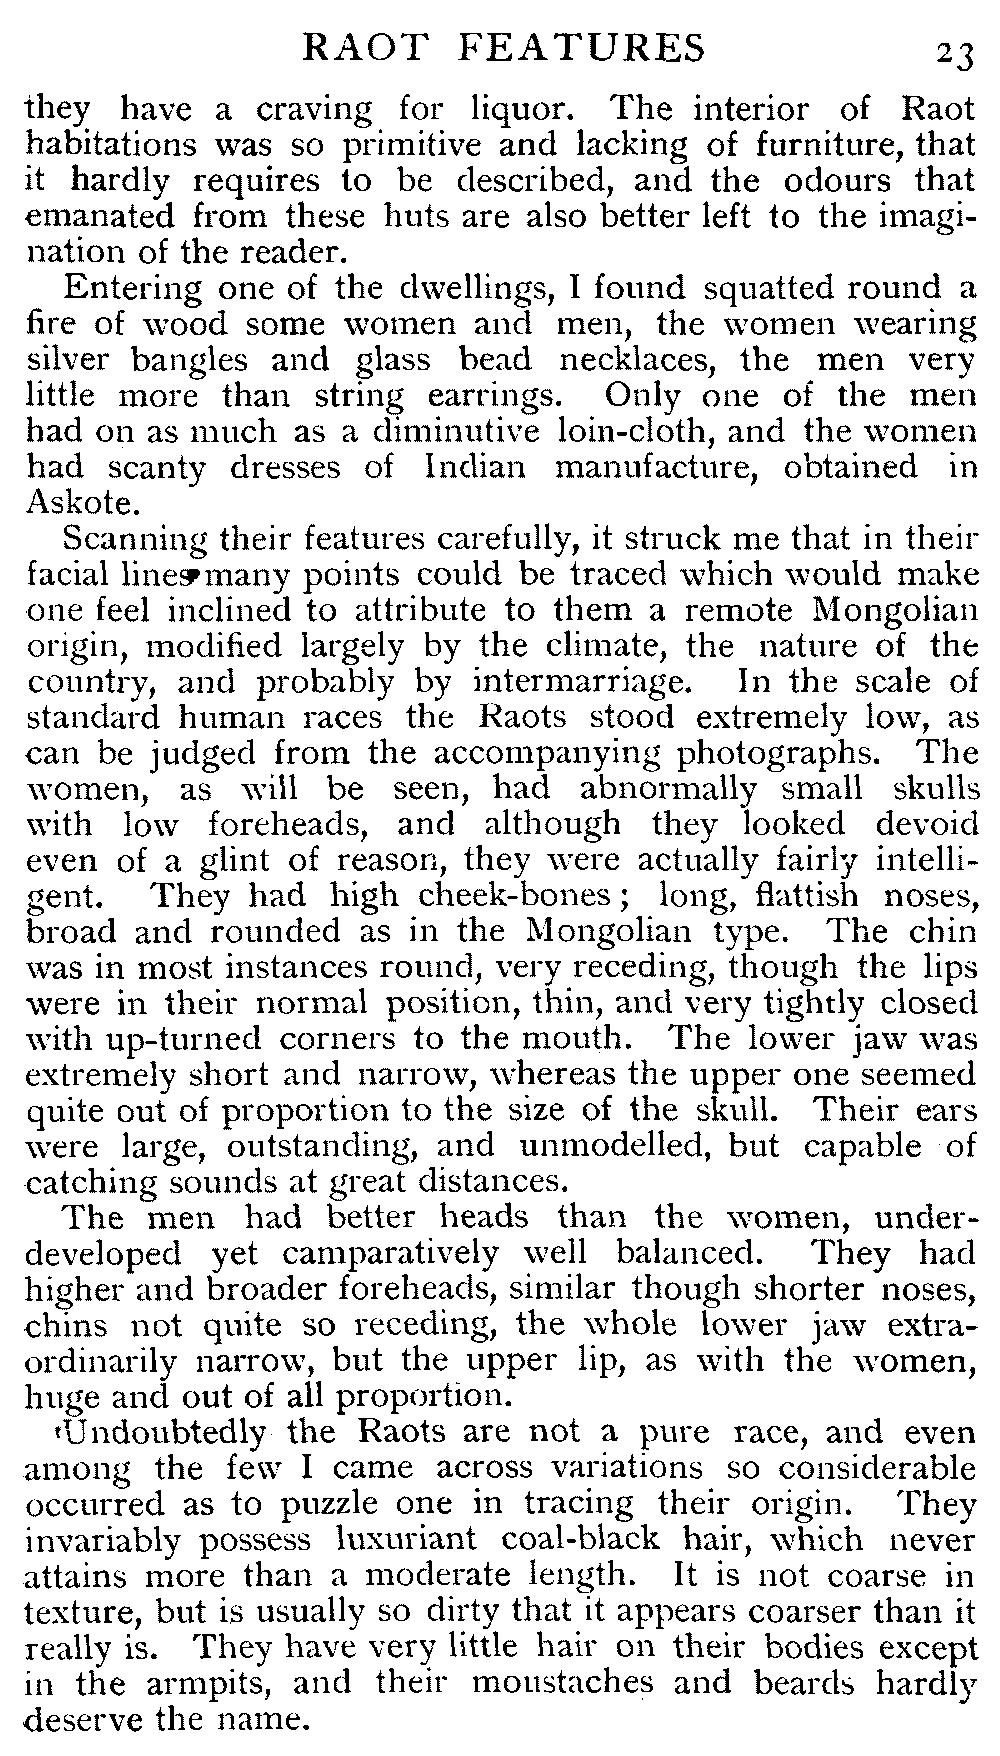 RAOT FEATURES 23
they have a craving for liquor. The interior of Raot
habitations was so primitive and lacking of furniture, that
it hardly requires to be described, and the odours that
emanated from these huts are also better left to the imagi-
nation of the reader.
Entering one of the dwellings, I found squatted round a
fire of wood some women and men, the women wearing
silver bangles and glass bead necklaces, the men very
little more than string earrings. Only one of the men
had on as much as a diminutive loin-cloth, and the women
had scanty dresses of Indian manufacture, obtained in
Askote.
Scanning their features carefully, it struck me that in their
facial lines many points could be traced which would make
one feel inclined to attribute to them a remote Mongolian
origin, modified largely by the climate, the nature of the
country, and probably by intermarriage. In the scale of
standard human races the Raots stood extremely low, as
can be judged from the accompanying photographs. The
women, as will be seen, had abnormally small skulls
with low foreheads, and although they looked devoid
even of a glint of reason, they were actually fairly intelli-
gent. They had high cheek-bones; long, flattish noses,
broad and rounded as in the Mongolian type. The chin
was in most instances round, very receding, though the lips
were in their normal position, thin, and very tightly closed
with up-turned corners to the mouth. The lower jaw was
extremely short and narrow, whereas the upper one seemed
quite out of proportion to the size of the skull. Their ears
were large, outstanding, and unmodelled, but capable of
catching sounds at great distances.
The men had better heads than the women, under-
developed yet camparatively well balanced. They had
higher and broader foreheads, similar though shorter noses,
chins not quite so receding, the whole lower jaw extra-
ordinarily narrow, but the upper lip, as with the women,
huge and out of all proportion.
Undoubtedly the Raots are not a pure race, and even
among the few I came across variations so considerable
occurred as to puzzle one in tracing their origin. They
invariably possess luxuriant coal-black hair, which never
attains more than a moderate length. It is not coarse in
texture, but is usually so dirty that it appears coarser than it
really is. They have very little hair on their bodies except
in the armpits, and their moustaches and beards hardly
deserve the name.